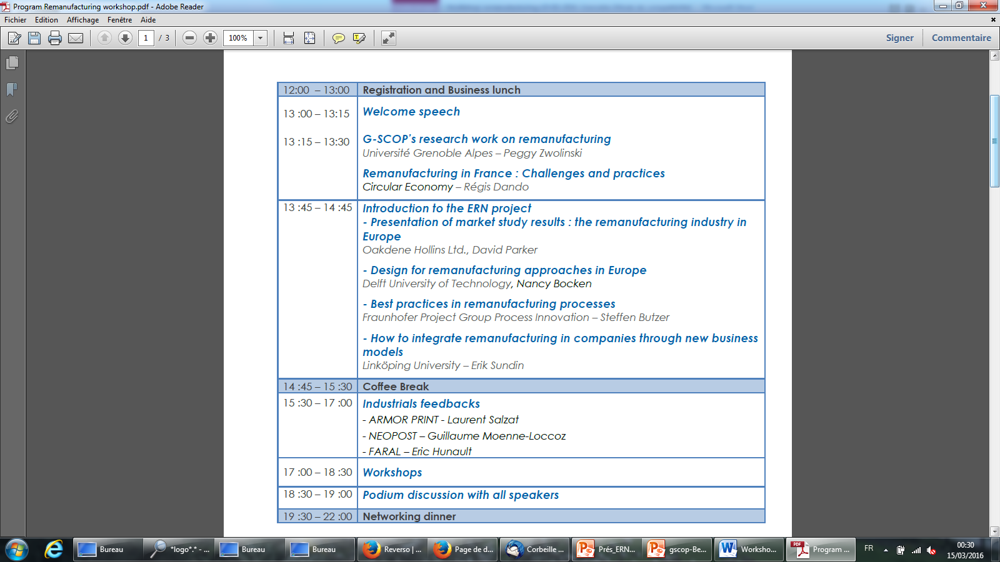 Program Remanufacturing workshop.pdf - Adobe Reader
Fichier Edition Affichage Fenêtre Aide
1 / 3 100% Signer Commentaire
12:00 – 13:00 Registration and Business lunch
13 :00 – 13:15 Welcome speech
13 :15 – 13:30 G-SCOP's research work on remanufacturing
Université Grenoble Alpes – Peggy Zwolinski
Remanufacturing in France : Challenges and practices
Circular Economy – Régis Dando
13 :45 – 14 :45 Introduction to the ERN project
- Presentation of market study results : the remanufacturing industry in
Europe
Oakdene Hollins Ltd., David Parker
- Design for remanufacturing approaches in Europe
Delft University of Technology, Nancy Bocken
- Best practices in remanufacturing processes
Fraunhofer Project Group Process Innovation – Steffen Butzer
- How to integrate remanufacturing in companies through new business
models
Linköping University – Erik Sundin
14 :45 – 15 :30 Coffee Break
15 :30 – 17 :00 Industrials feedbacks
- ARMOR PRINT - Laurent Salzat
- NEOPOST – Guillaume Moenne-Loccoz
- FARAL – Eric Hunault
17 :00 – 18 :30 Workshops
18 :30 – 19 :00 Podium discussion with all speakers
19 :30 – 22 :00 Networking dinner
Bureau *logo*.* - ... Bureau Bureau Reverso | ... Page de d... Corbeille ... Prés_ERN... gscop-Be... Worksho... Program ... FR 00:30
15/03/2016